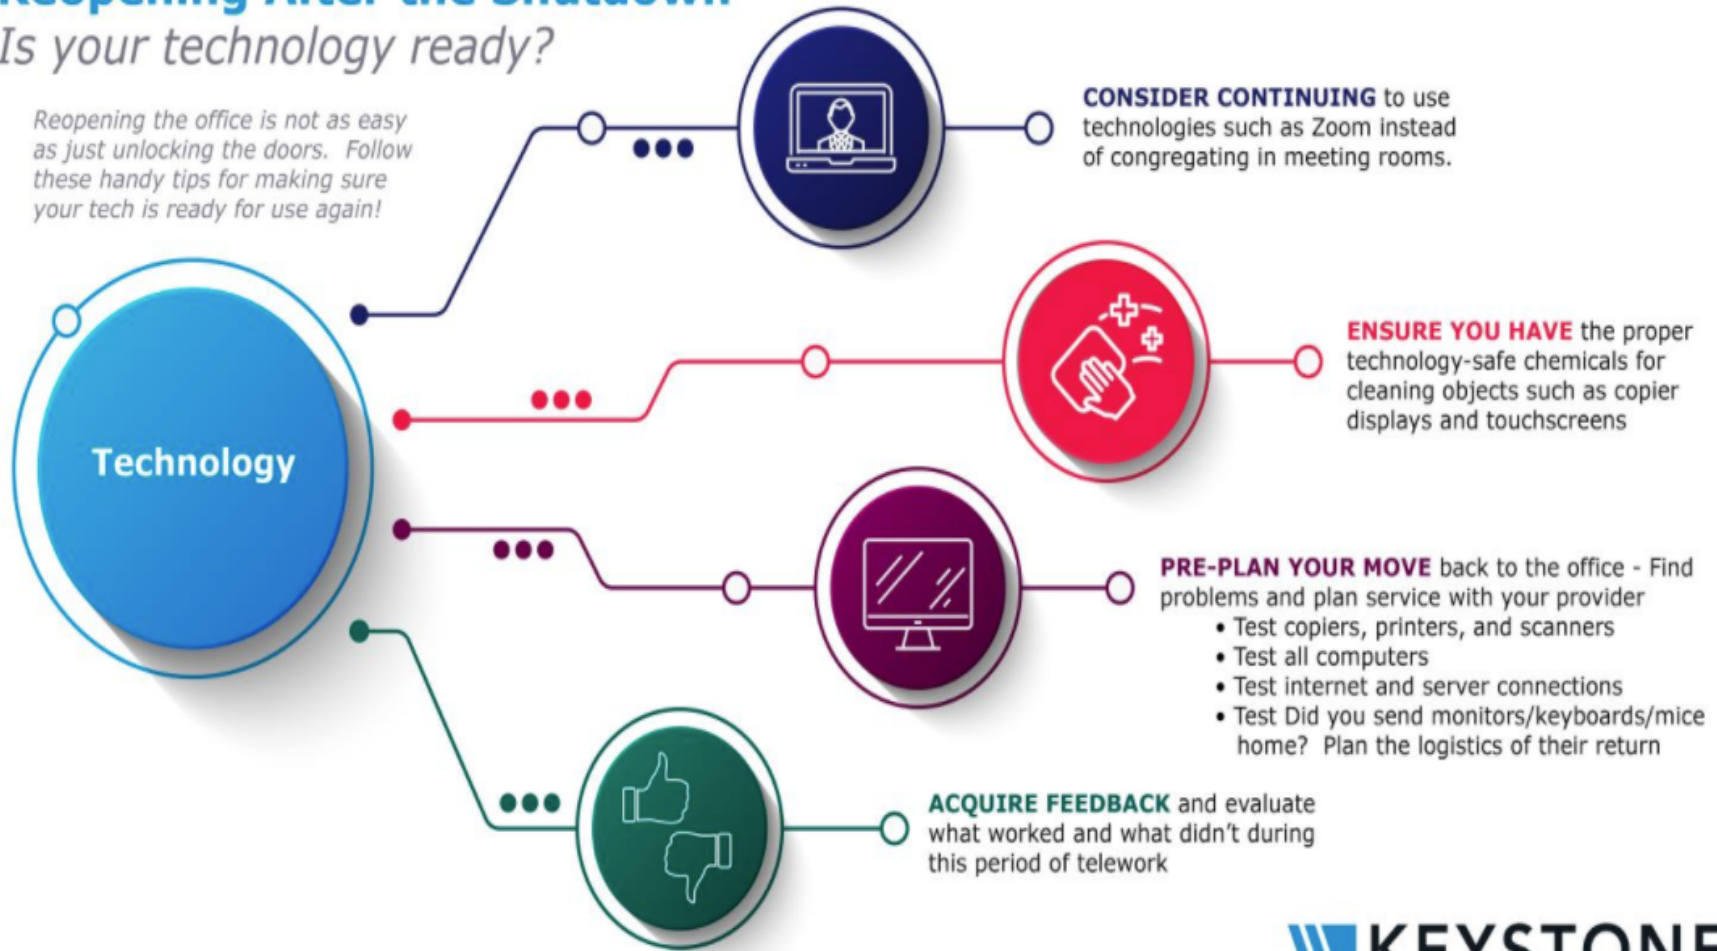 Reopening After the Shutdown
Is your technology ready?
Reopening the office is not as easy
as just unlocking the doors.  Follow
these handy tips for making sure
your tech is ready for use again!
CONSIDER CONTINUING to use
technologies such as Zoom instead
of congregating in meeting rooms.
ENSURE YOU HAVE the proper
technology-safe chemicals for
cleaning objects such as copier
displays and touchscreens
Technology
PRE-PLAN YOUR MOVE back to the office - Find
problems and plan service with your provider
• Test copiers, printers, and scanners
• Test all computers
• Test internet and server connections
• Test Did you send monitors/keyboards/mice
home?  Plan the logistics of their return
ACQUIRE FEEDBACK and evaluate
what worked and what didn't during
this period of telework
KEYSTONE